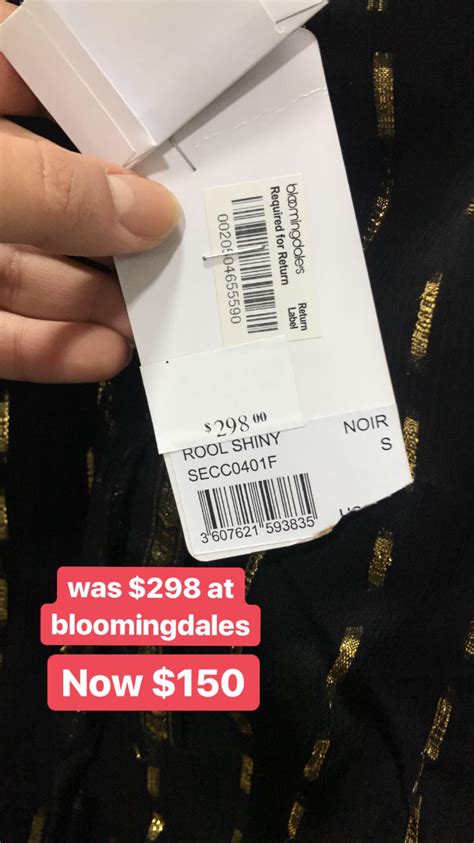 bloomingdale's
Required for Return
0020504655590
Return
Label
$298.00
ROOL SHINY
NOIR
SECC0401F
S
3 607621 593835
was $298 at
bloomingdales
Now $150